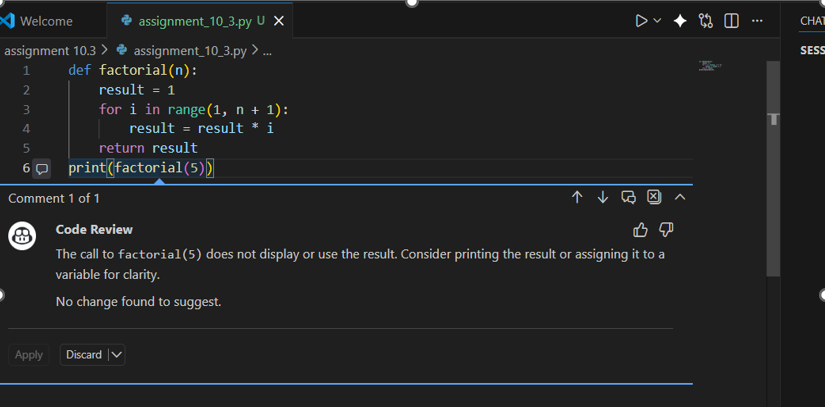 Welcome
assignment_10_3.py U
CHAT
assignment 10.3 > assignment_10_3.py > ...
SESS
1 def factorial(n):
2     result = 1
3     for i in range(1, n + 1):
4         result = result * i
5     return result
6 print(factorial(5))
Comment 1 of 1
Code Review
The call to factorial(5) does not display or use the result. Consider printing the result or assigning it to a
variable for clarity.
No change found to suggest.
Apply
Discard